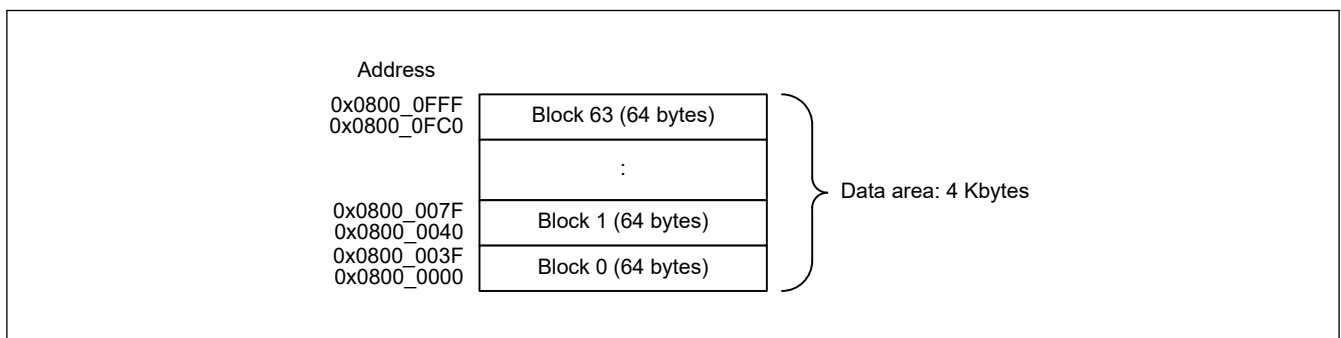 Address
0x0800_0FFF
0x0800_0FC0
Block 63 (64 bytes)
:
Data area: 4 Kbytes
0x0800_007F
0x0800_0040
Block 1 (64 bytes)
0x0800_003F
0x0800_0000
Block 0 (64 bytes)